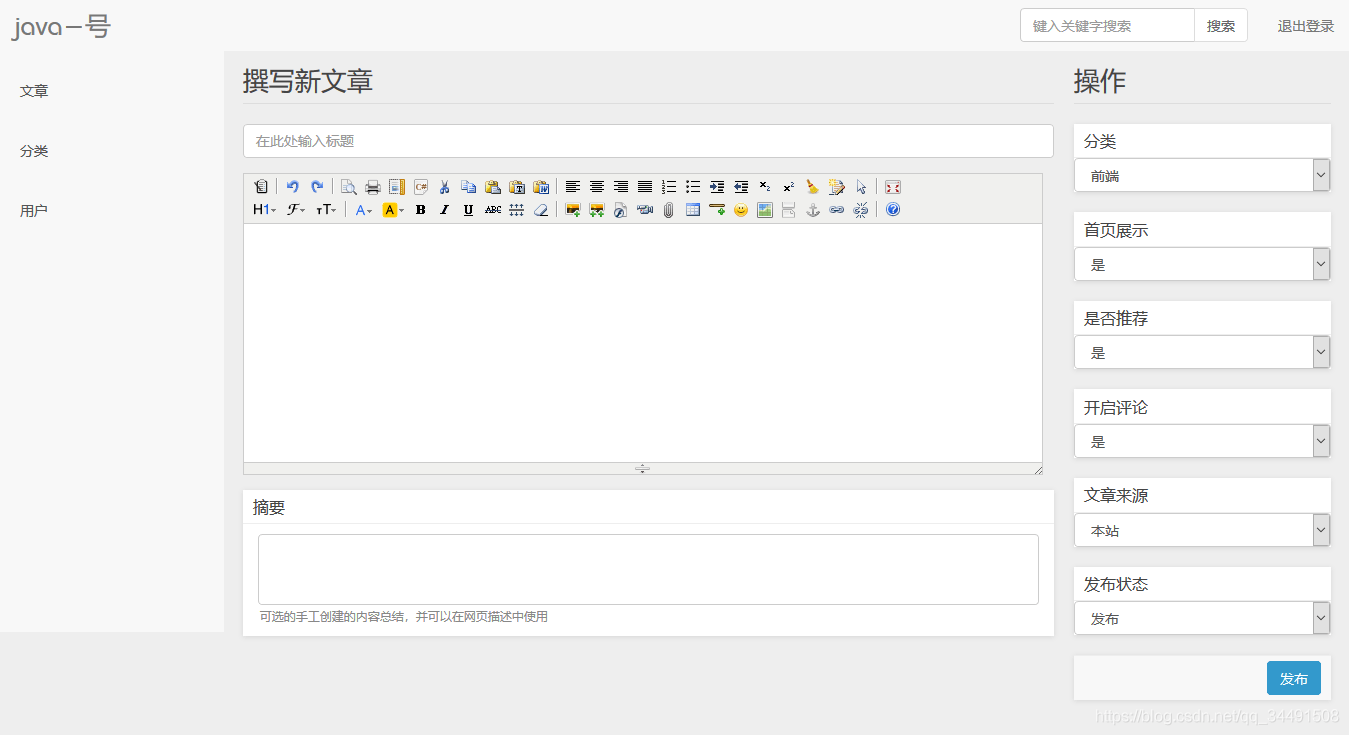 java一号
键入关键字搜索
搜索
退出登录
文章
分类
用户
撰写新文章
在此处输入标题
C#
T
W
H1 ℱ тT A A B I U ABC
摘要
可选的手工创建的内容总结，并可以在网页描述中使用
操作
分类
前端
首页展示
是
是否推荐
是
开启评论
是
文章来源
本站
发布状态
发布
发布
https://blog.csdn.net/qq_34491508